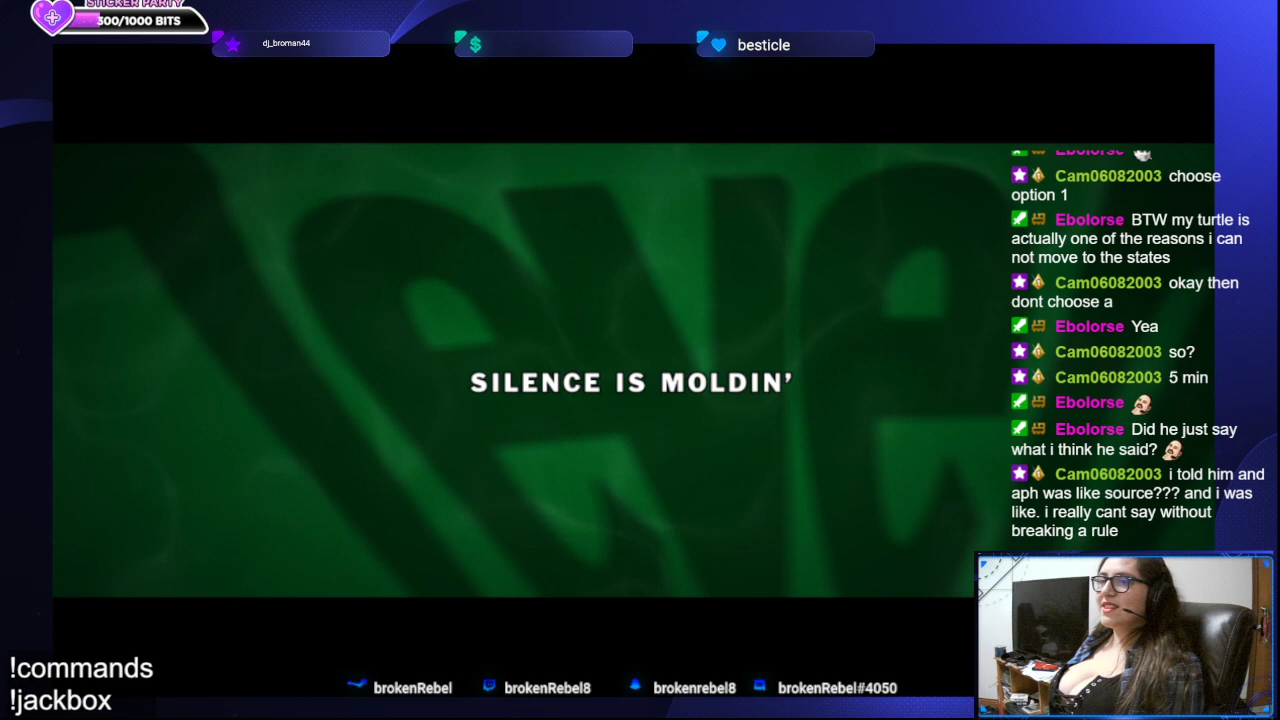 STICKER PARTY
300/1000 BITS
dj_broman44
$
besticle
SILENCE IS MOLDIN’
Ebolorse
Cam06082003 choose
option 1
Ebolorse BTW my turtle is
actually one of the reasons i can
not move to the states
Cam06082003 okay then
dont choose a
Ebolorse Yea
Cam06082003 so?
Cam06082003 5 min
Ebolorse
Ebolorse Did he just say
what i think he said?
Cam06082003 i told him and
aph was like source??? and i was
like. i really cant say without
breaking a rule
!commands
!jackbox
brokenRebel
brokenRebel8
brokenrebel8
brokenRebel#4050